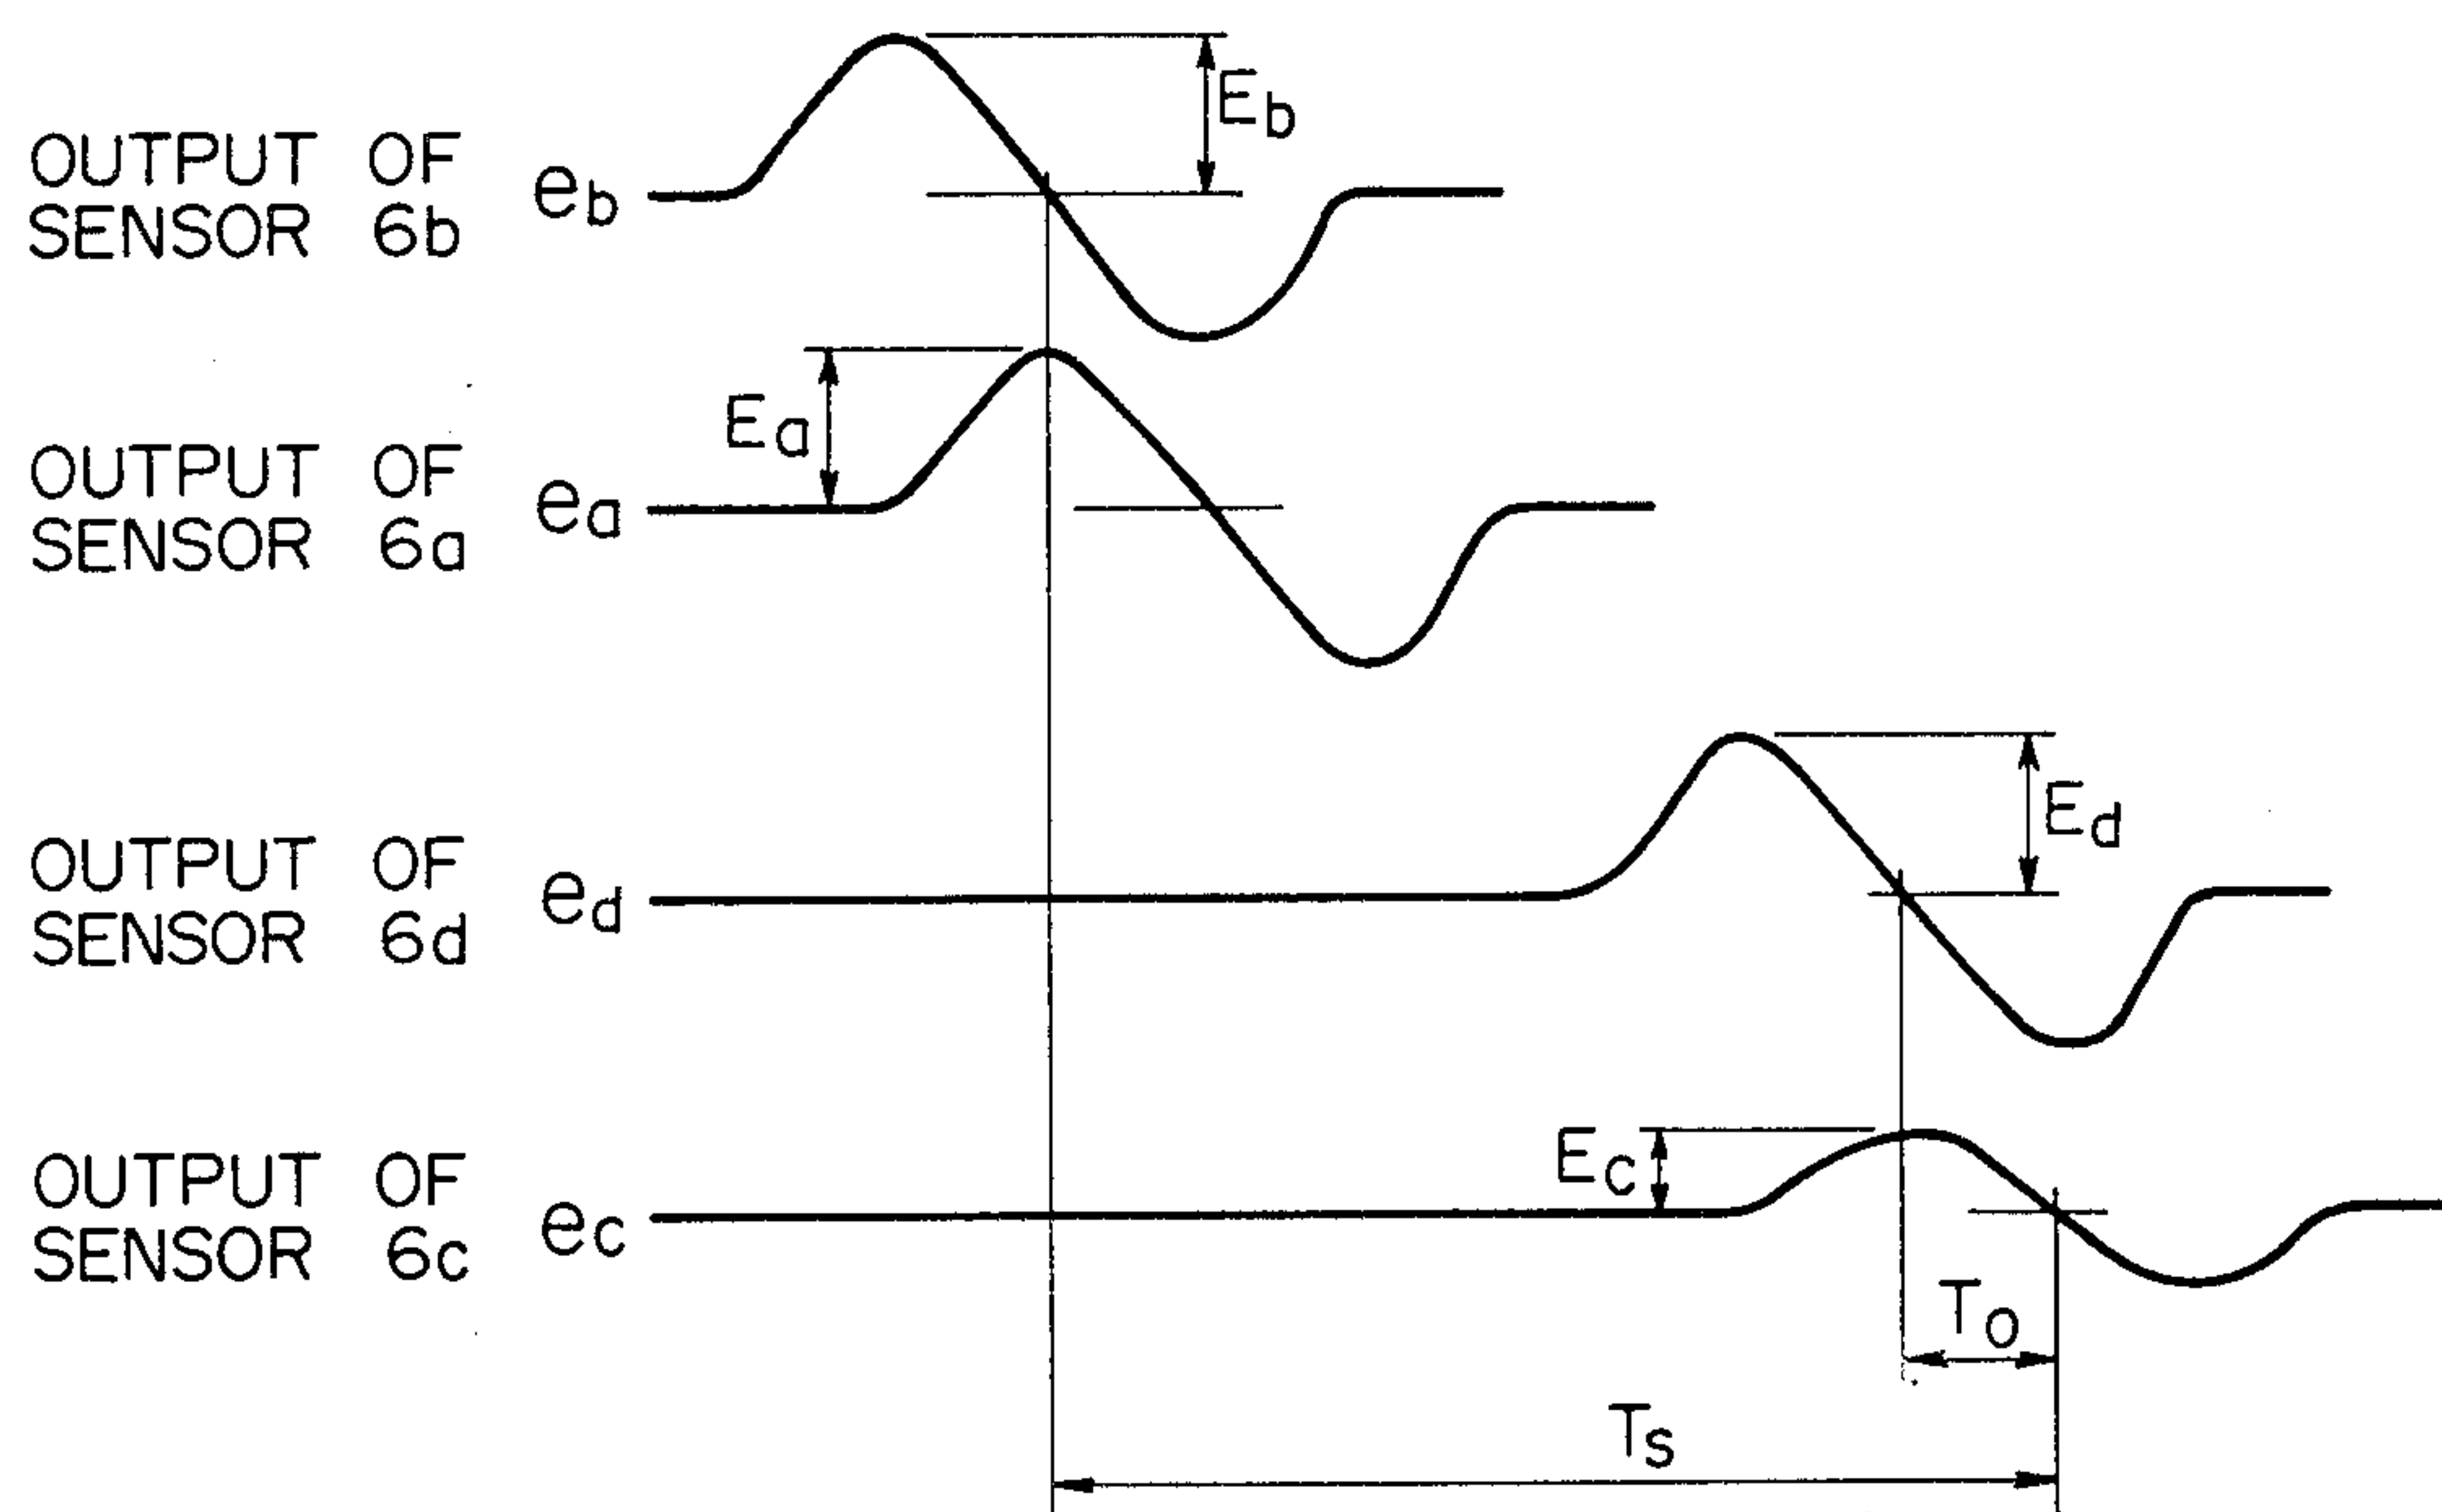 OUTPUT OF
SENSOR 6b
eb
Eb
OUTPUT OF
SENSOR 6a
ea
Ea
OUTPUT OF
SENSOR 6d
ed
Ed
OUTPUT OF
SENSOR 6c
ec
Ec
To
Ts